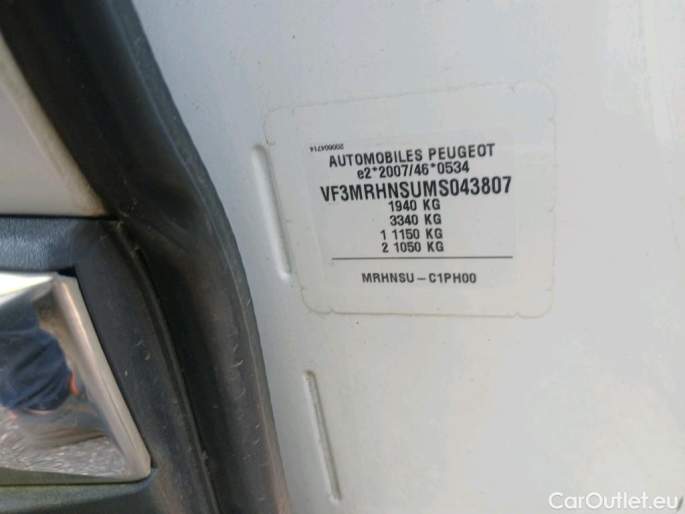 200604714
AUTOMOBILES PEUGEOT
e2*2007/46*0534
VF3MRHNSUMS043807
1940 KG
3340 KG
1 1150 KG
2 1050 KG
MRHNSU-C1PH00
CarOutlet.eu